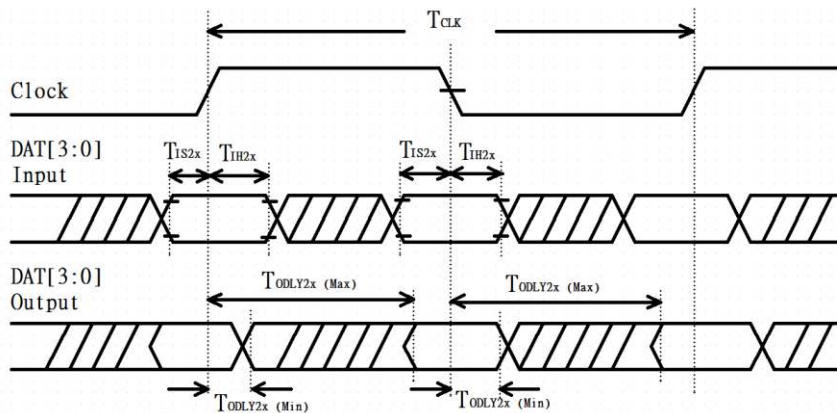 TCLK
Clock
DAT[3:0]
Input
TIS2x
TIH2x
TIS2x
TIH2x
DAT[3:0]
Output
TODLY2x (Max)
TODLY2x (Max)
TODLY2x (Min)
TODLY2x (Min)